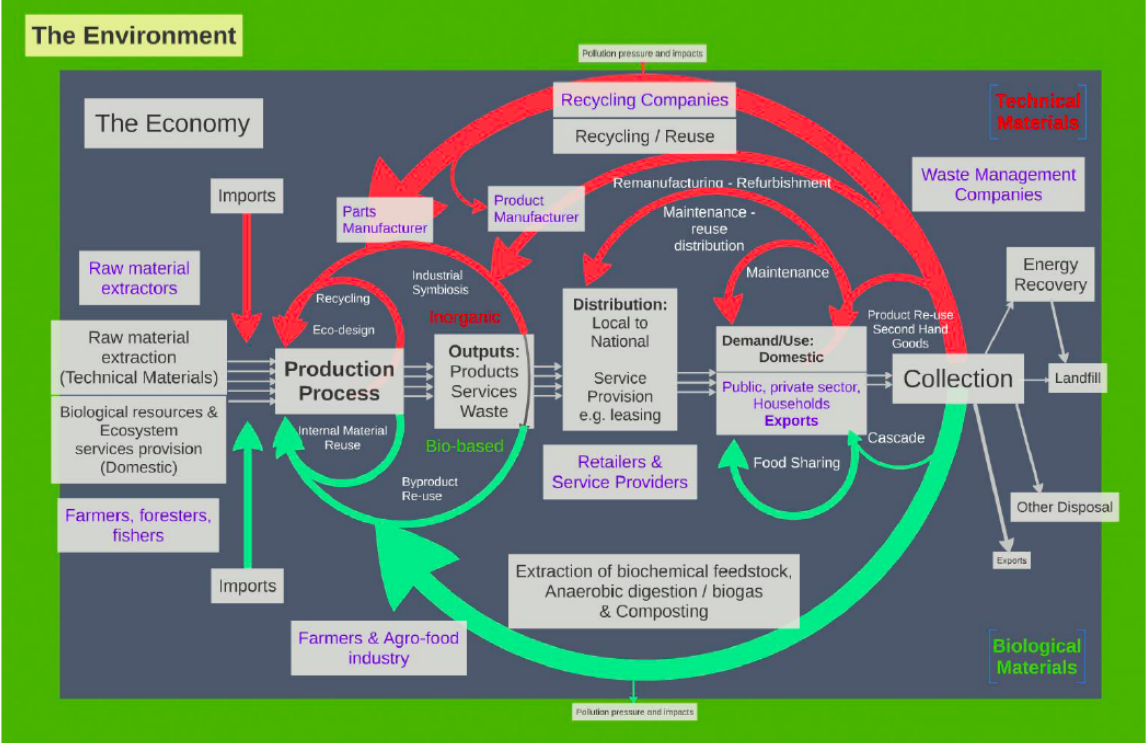 The Environment
Pollution pressure and impacts
The Economy
Recycling Companies
Recycling / Reuse
Technical
Materials
Waste Management
Companies
Imports
Parts
Manufacturer
Product
Manufacturer
Remanufacturing - Refurbishment
Maintenance -
reuse
distribution
Maintenance
Raw material
extractors
Recycling
Eco-design
Industrial
Symbiosis
Inorganic
Energy
Recovery
Product Re-use
Second Hand
Goods
Raw material
extraction
(Technical Materials)
Biological resources &
Ecosystem
services provision
(Domestic)
Production
Process
Outputs:
Products
Services
Waste
Distribution:
Local to
National
Service
Provision
e.g. leasing
Demand/Use:
Domestic
Public, private sector,
Households
Exports
Collection
Landfill
Internal Material
Reuse
Bio-based
Byproduct
Re-use
Retailers &
Service Providers
Food Sharing
Cascade
Farmers, foresters,
fishers
Other Disposal
Exports
Imports
Extraction of biochemical feedstock,
Anaerobic digestion / biogas
& Composting
Farmers & Agro-food
industry
Biological
Materials
Pollution pressure and impacts